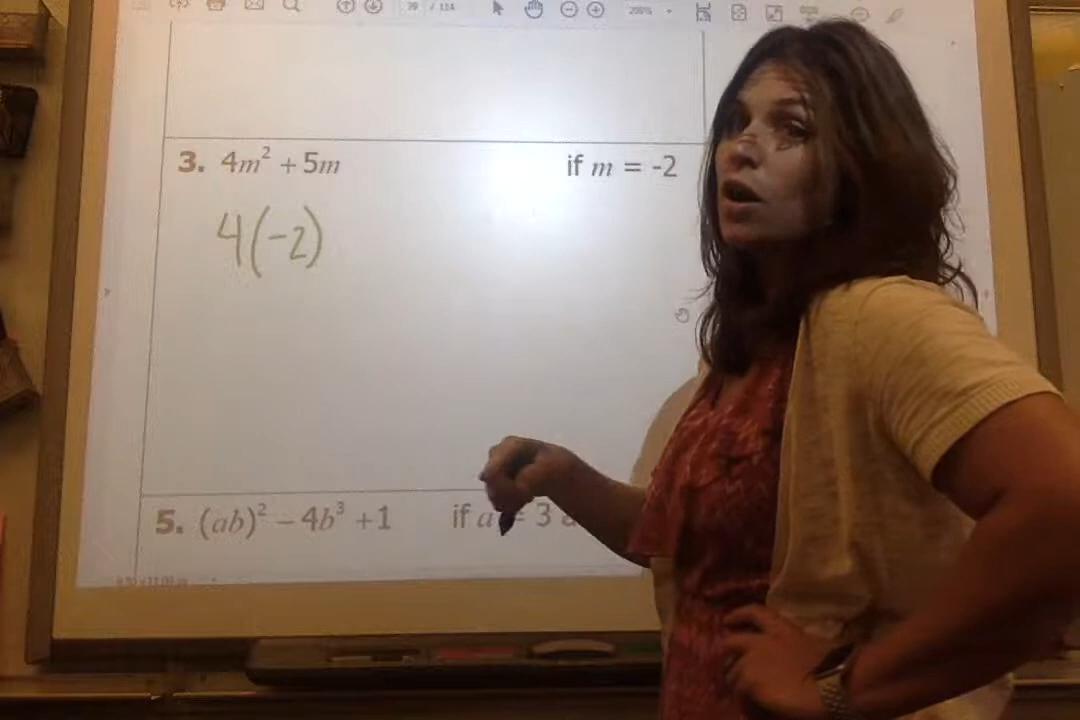 39 / 114 200%
3. 4m² + 5m if m = -2
4(-2)
5. (ab)² - 4b³ + 1 if a = 3